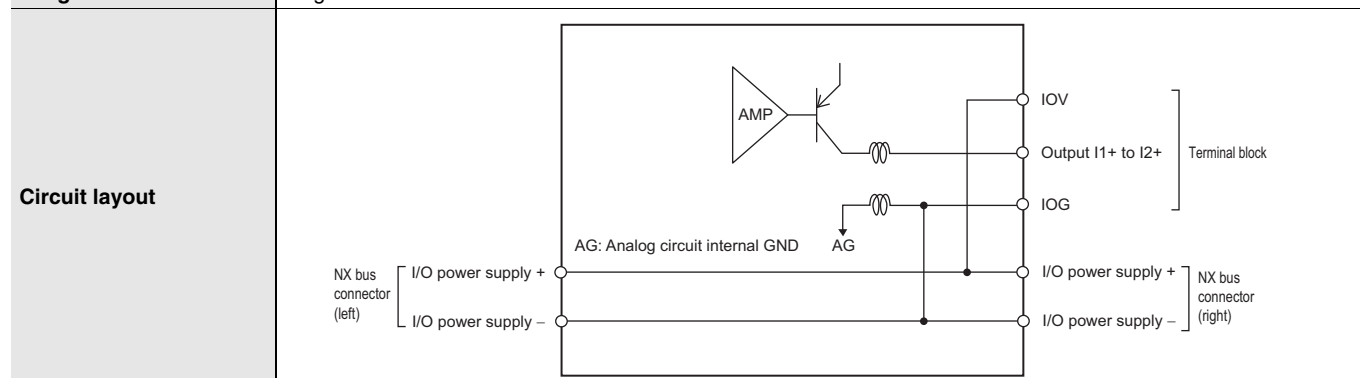 Circuit layout
AMP
IOV
Output I1+ to I2+
Terminal block
IOG
AG: Analog circuit internal GND
AG
NX bus
connector
(left)
I/O power supply +
I/O power supply –
I/O power supply +
I/O power supply –
NX bus
connector
(right)